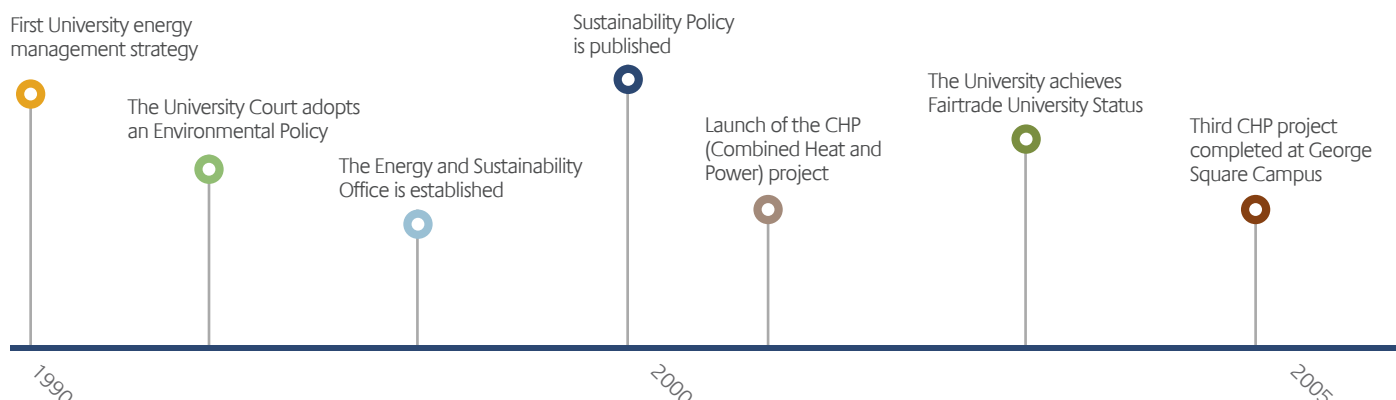 First University energy
management strategy
The University Court adopts
an Environmental Policy
The Energy and Sustainability
Office is established
Sustainability Policy
is published
Launch of the CHP
(Combined Heat and
Power) project
The University achieves
Fairtrade University Status
Third CHP project
completed at George
Square Campus
1990
2000
2005